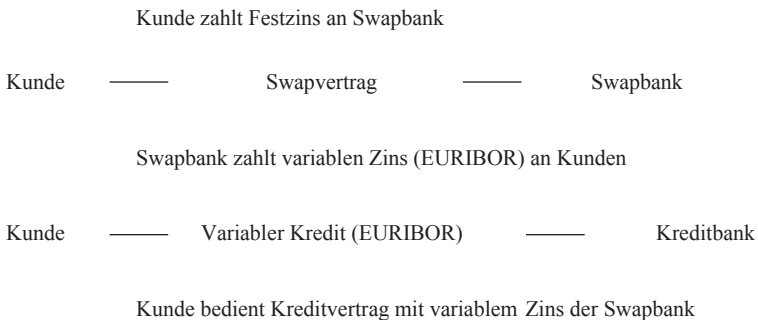 Kunde zahlt Festzins an Swapbank
Kunde Swapvertrag Swapbank
Swapbank zahlt variablen Zins (EURIBOR) an Kunden
Kunde Variabler Kredit (EURIBOR) Kreditbank
Kunde bedient Kreditvertrag mit variablem Zins der Swapbank